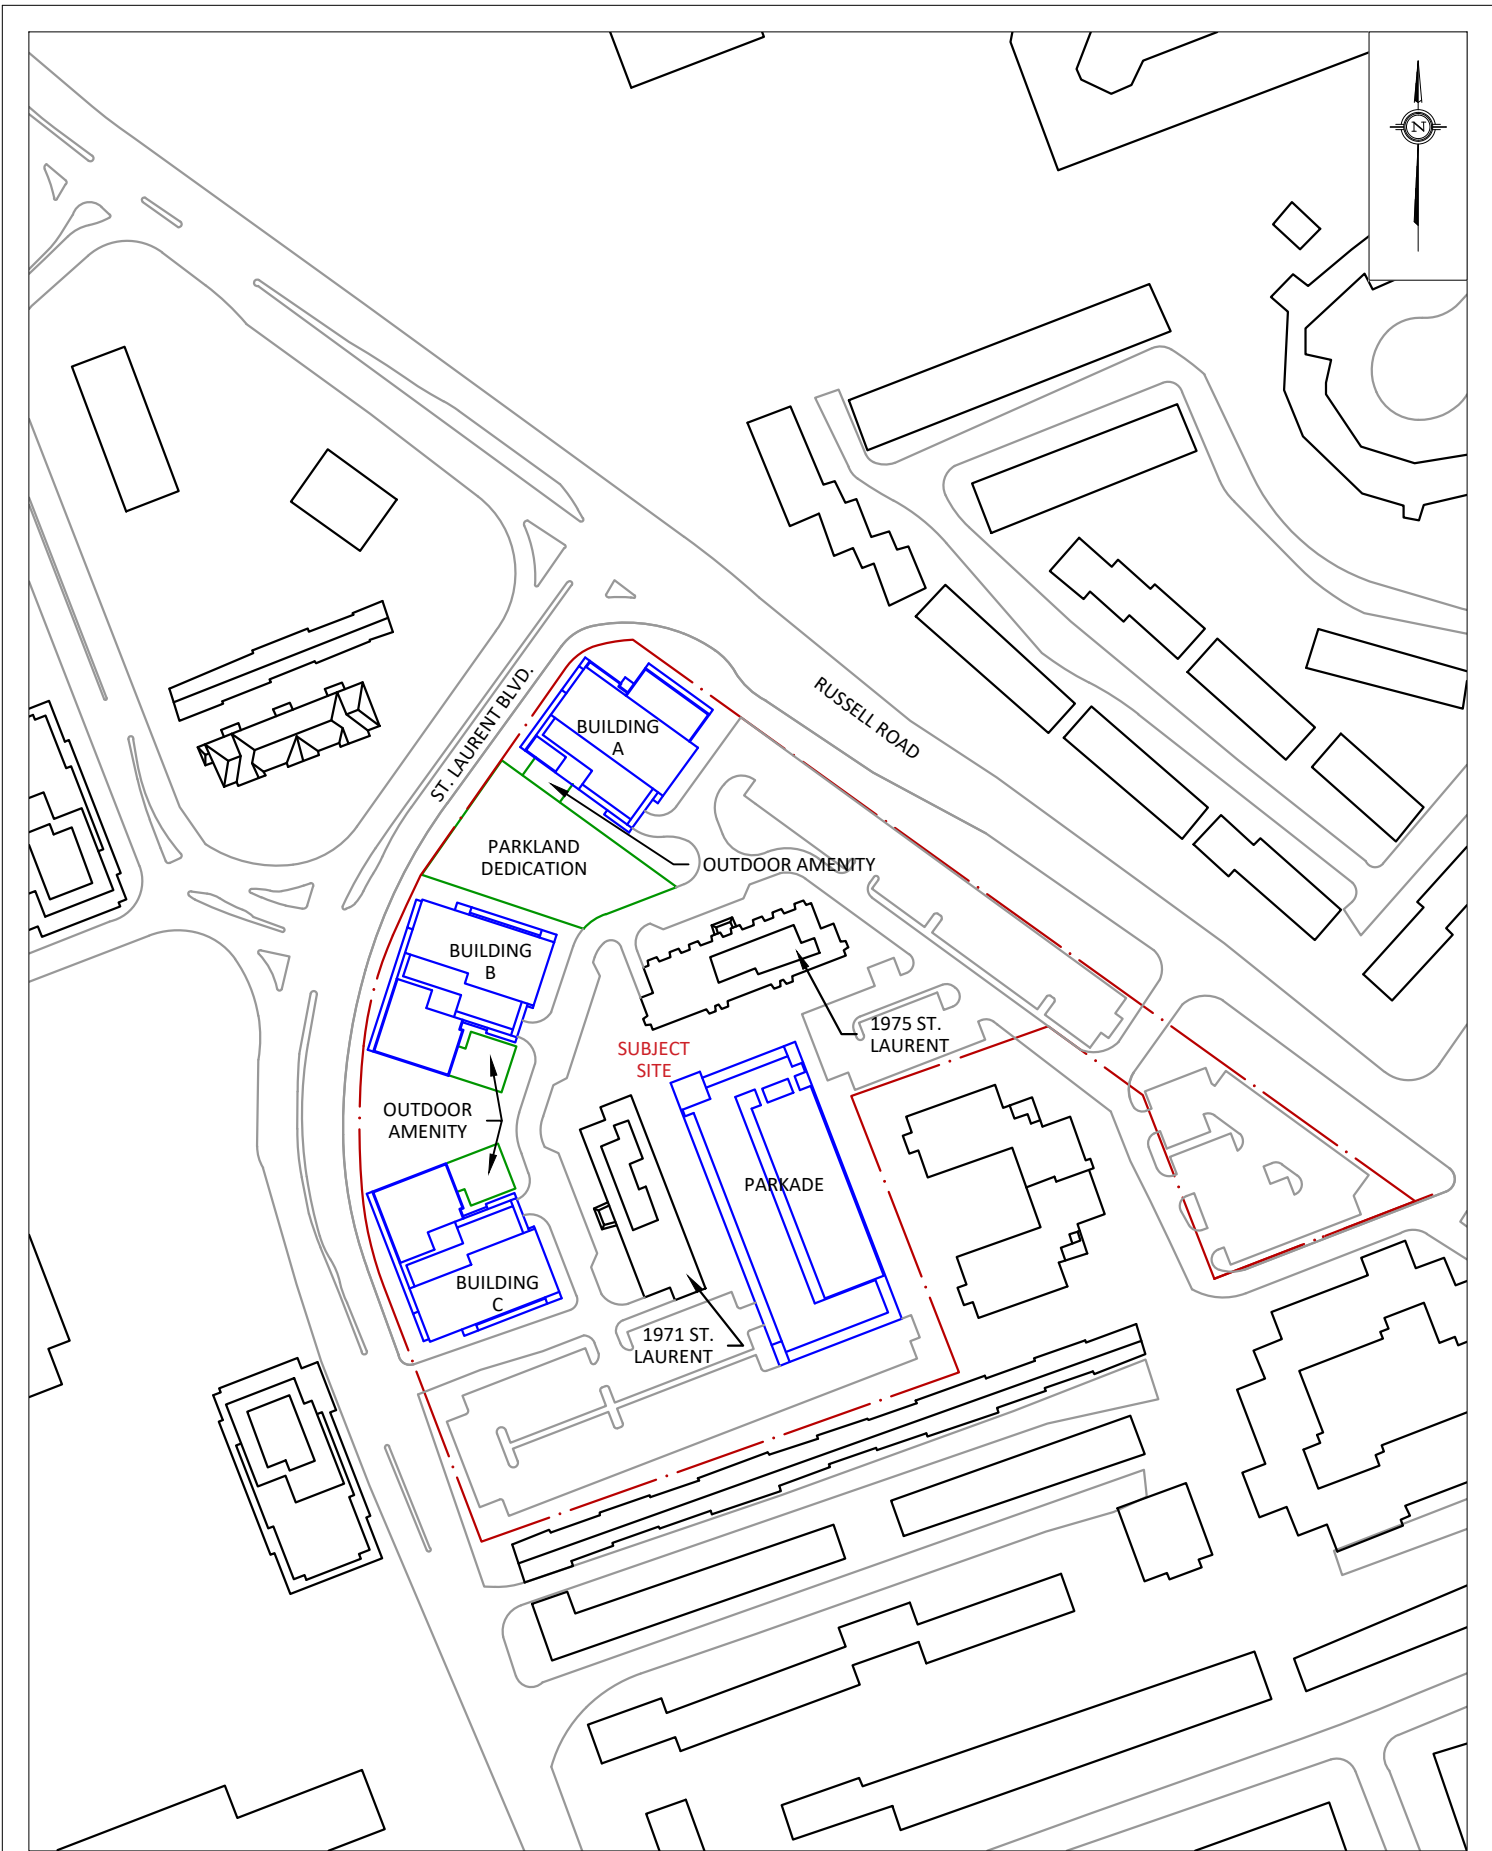 N
ST. LAURENT BLVD.
RUSSELL ROAD
BUILDING
A
PARKLAND
DEDICATION
OUTDOOR AMENITY
BUILDING
B
1975 ST.
LAURENT
SUBJECT
SITE
OUTDOOR
AMENITY
PARKADE
BUILDING
C
1971 ST.
LAURENT